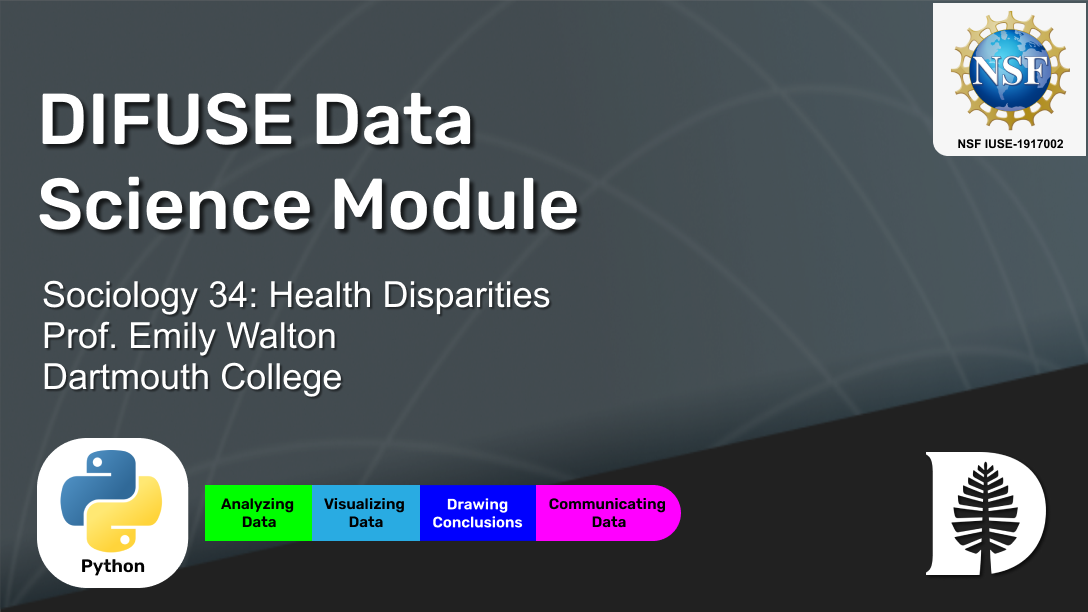 NSF
NSF IUSE-1917002
DIFUSE Data
Science Module
Sociology 34: Health Disparities
Prof. Emily Walton
Dartmouth College
Python
Analyzing
Data
Visualizing
Data
Drawing
Conclusions
Communicating
Data
D